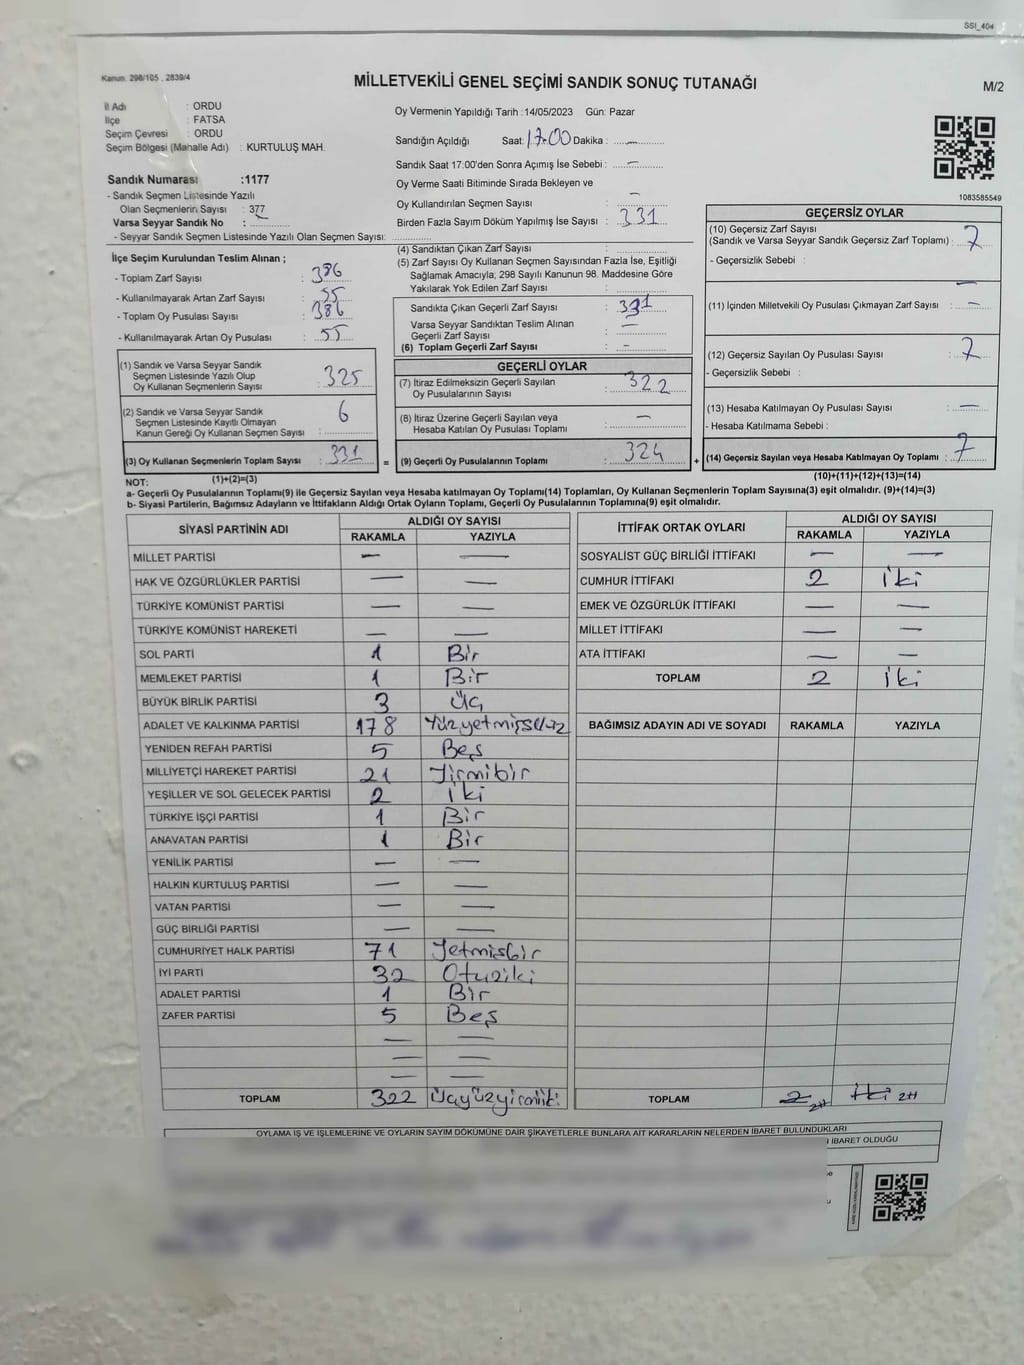 SSI_404
Kanun. 298/105 , 2839/4
MİLLETVEKİLİ GENEL SEÇİMİ SANDIK SONUÇ TUTANAĞI
M/2
İl Adı : ORDU
İlçe : FATSA
Seçim Çevresi : ORDU
Seçim Bölgesi (Mahalle Adı) : KURTULUŞ MAH.
Sandık Numarası :1177
- Sandık Seçmen Listesinde Yazılı
Olan Seçmenlerin Sayısı : 377
Varsa Seyyar Sandık No :
- Seyyar Sandık Seçmen Listesinde Yazılı Olan Seçmen Sayısı:
Oy Vermenin Yapıldığı Tarih :14/05/2023 Gün: Pazar
Sandığın Açıldığı Saat: 17:00 Dakika : —
Sandık Saat 17:00'den Sonra Açımış İse Sebebi : —
Oy Verme Saati Bitiminde Sırada Bekleyen ve
Oy Kullandırılan Seçmen Sayısı : —
Birden Fazla Sayım Döküm Yapılmış İse Sayısı : 331
1083585549
İlçe Seçim Kurulundan Teslim Alınan ;
- Toplam Zarf Sayısı : 386
- Kullanılmayarak Artan Zarf Sayısı : 55
- Toplam Oy Pusulası Sayısı : 386
- Kullanılmayarak Artan Oy Pusulası : 55
(1) Sandık ve Varsa Seyyar Sandık
Seçmen Listesinde Yazılı Olup
Oy Kullanan Seçmenlerin Sayısı : 325
(2) Sandık ve Varsa Seyyar Sandık
Seçmen Listesinde Kayıtlı Olmayan
Kanun Gereği Oy Kullanan Seçmen Sayısı : 6
(3) Oy Kullanan Seçmenlerin Toplam Sayısı : 331
(1)+(2)=(3)
(4) Sandıktan Çıkan Zarf Sayısı :
(5) Zarf Sayısı Oy Kullanan Seçmen Sayısından Fazla İse, Eşitliği
Sağlamak Amacıyla; 298 Sayılı Kanunun 98. Maddesine Göre
Yakılarak Yok Edilen Zarf Sayısı :
Sandıkta Çıkan Geçerli Zarf Sayısı : 331
Varsa Seyyar Sandıktan Teslim Alınan
Geçerli Zarf Sayısı : —
(6) Toplam Geçerli Zarf Sayısı : —
GEÇERLİ OYLAR
(7) İtiraz Edilmeksizin Geçerli Sayılan
Oy Pusulalarının Sayısı : 322
(8) İtiraz Üzerine Geçerli Sayılan veya
Hesaba Katılan Oy Pusulası Toplamı : —
= (9) Geçerli Oy Pusulalarının Toplamı : 324 +
GEÇERSİZ OYLAR
(10) Geçersiz Zarf Sayısı
(Sandık ve Varsa Seyyar Sandık Geçersiz Zarf Toplamı) : 7
- Geçersizlik Sebebi : —
(11) İçinden Milletvekili Oy Pusulası Çıkmayan Zarf Sayısı : —
(12) Geçersiz Sayılan Oy Pusulası Sayısı : 7
- Geçersizlik Sebebi :
(13) Hesaba Katılmayan Oy Pusulası Sayısı : —
- Hesaba Katılmama Sebebi :
(14) Geçersiz Sayılan veya Hesaba Katılmayan Oy Toplamı : 7
(10)+(11)+(12)+(13)=(14)
NOT:
a- Geçerli Oy Pusulalarının Toplamı(9) ile Geçersiz Sayılan veya Hesaba katılmayan Oy Toplamı(14) Toplamları, Oy Kullanan Seçmenlerin Toplam Sayısına(3) eşit olmalıdır. (9)+(14)=(3)
b- Siyasi Partilerin, Bağımsız Adayların ve İttifakların Aldığı Ortak Oyların Toplamı, Geçerli Oy Pusulalarının Toplamına(9) eşit olmalıdır.
SİYASİ PARTİNİN ADI ALDIĞI OY SAYISI
RAKAMLA YAZIYLA
MİLLET PARTİSİ — —
HAK VE ÖZGÜRLÜKLER PARTİSİ — —
TÜRKİYE KOMÜNİST PARTİSİ — —
TÜRKİYE KOMÜNİST HAREKETİ — —
SOL PARTİ 1 Bir
MEMLEKET PARTİSİ 1 Bir
BÜYÜK BİRLİK PARTİSİ 3 Üç
ADALET VE KALKINMA PARTİSİ 178 Yüzyetmişsekiz
YENİDEN REFAH PARTİSİ 5 Beş
MİLLİYETÇİ HAREKET PARTİSİ 21 Yirmibir
YEŞİLLER VE SOL GELECEK PARTİSİ 2 iki
TÜRKİYE İŞÇİ PARTİSİ 1 Bir
ANAVATAN PARTİSİ 1 Bir
YENİLİK PARTİSİ — —
HALKIN KURTULUŞ PARTİSİ — —
VATAN PARTİSİ — —
GÜÇ BİRLİĞİ PARTİSİ — —
CUMHURİYET HALK PARTİSİ 71 Yetmişbir
İYİ PARTİ 32 Otuziki
ADALET PARTİSİ 1 Bir
ZAFER PARTİSİ 5 Beş
— —
— —
— —
TOPLAM 322 Üçyüzyirmiiki
İTTİFAK ORTAK OYLARI ALDIĞI OY SAYISI
RAKAMLA YAZIYLA
SOSYALİST GÜÇ BİRLİĞİ İTTİFAKI — —
CUMHUR İTTİFAKI 2 iki
EMEK VE ÖZGÜRLÜK İTTİFAKI — —
MİLLET İTTİFAKI — —
ATA İTTİFAKI — —
TOPLAM 2 iki
BAĞIMSIZ ADAYIN ADI VE SOYADI RAKAMLA YAZIYLA
TOPLAM 2 iki
OYLAMA İŞ VE İŞLEMLERİNE VE OYLARIN SAYIM DÖKÜMÜNE DAİR ŞİKAYETLERLE BUNLARA AİT KARARLARIN NELERDEN İBARET BULUNDUKLARI
İBARET OLDUĞU